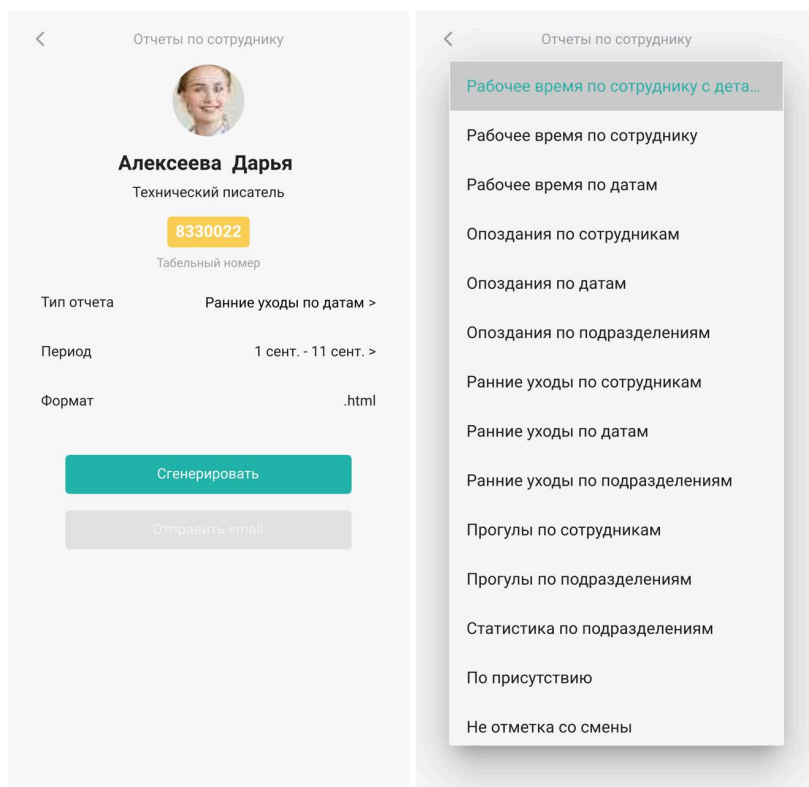 Отчеты по сотруднику
Алексеева Дарья
Технический писатель
8330022
Табельный номер
Тип отчета Ранние уходы по датам >
Период 1 сент. - 11 сент. >
Формат .html
Сгенерировать
Отправить email
Отчеты по сотруднику
Рабочее время по сотруднику с дета...
Рабочее время по сотруднику
Рабочее время по датам
Опоздания по сотрудникам
Опоздания по датам
Опоздания по подразделениям
Ранние уходы по сотрудникам
Ранние уходы по датам
Ранние уходы по подразделениям
Прогулы по сотрудникам
Прогулы по подразделениям
Статистика по подразделениям
По присутствию
Не отметка со смены